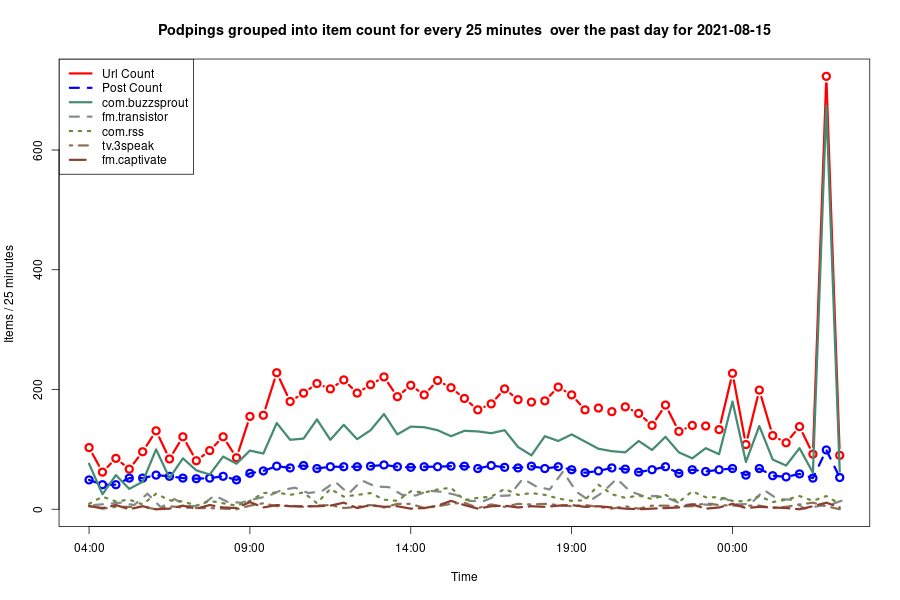 Podpings grouped into item count for every 25 minutes  over the past day for 2021-08-15
Url Count
Post Count
com.buzzsprout
fm.transistor
com.rss
tv.3speak
fm.captivate
Items / 25 minutes
600
400
200
0
04:00 09:00 14:00 19:00 00:00
Time